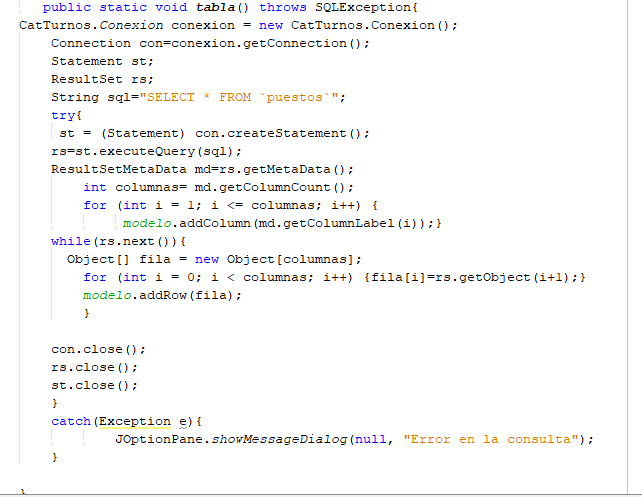 public static void tabla() throws SQLException{
CatTurnos.Conexion conexion = new CatTurnos.Conexion();
Connection con=conexion.getConnection();
Statement st;
ResultSet rs;
String sql="SELECT * FROM `puestos`";
try{
st = (Statement) con.createStatement();
rs=st.executeQuery(sql);
ResultSetMetaData md=rs.getMetaData();
int columnas= md.getColumnCount();
for (int i = 1; i <= columnas; i++) {
modelo.addColumn(md.getColumnLabel(i));}
while(rs.next()){
Object[] fila = new Object[columnas];
for (int i = 0; i < columnas; i++) {fila[i]=rs.getObject(i+1);}
modelo.addRow(fila);
}
con.close();
rs.close();
st.close();
}
catch(Exception e){
JOptionPane.showMessageDialog(null, "Error en la consulta");
}
}